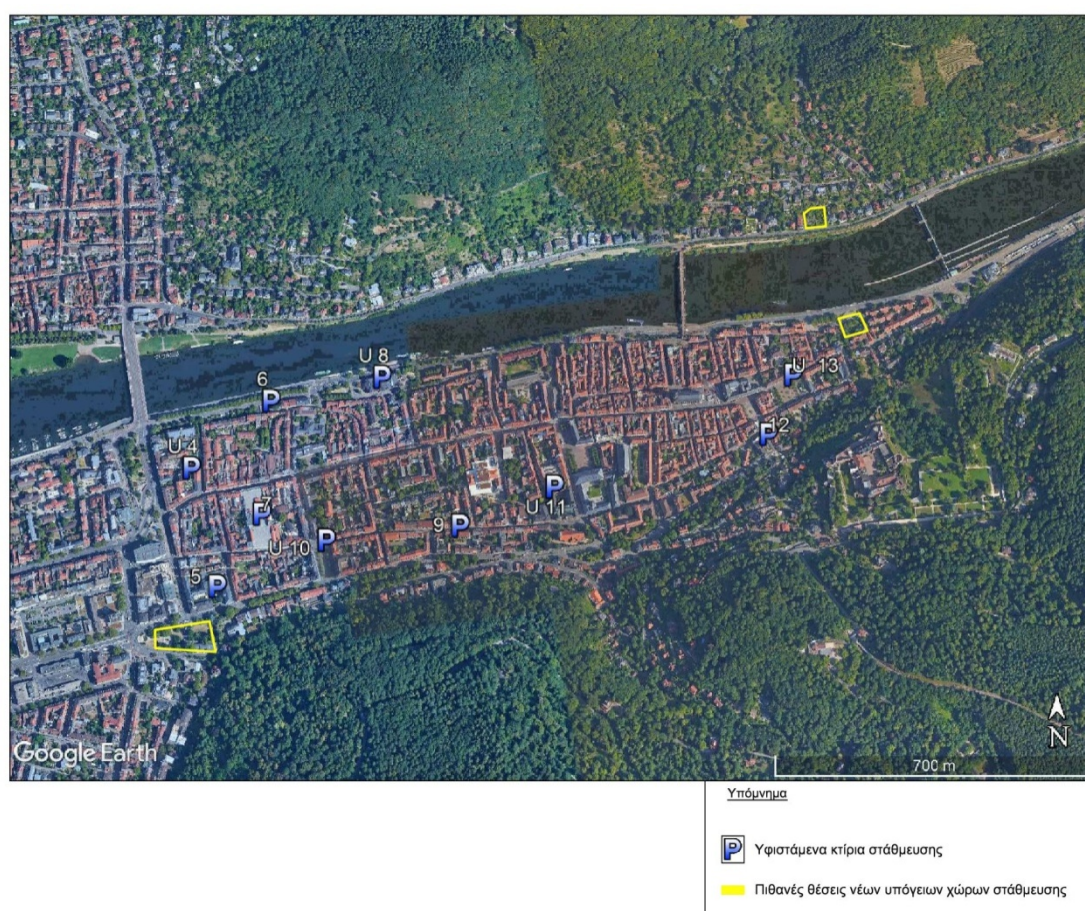 U 8
6
U 13
12
U 4
7
U 11
9
U 10
5
N
Google Earth
700 m
Υπόμνημα
P Υφιστάμενα κτίρια στάθμευσης
Πιθανές θέσεις νέων υπόγειων χώρων στάθμευσης